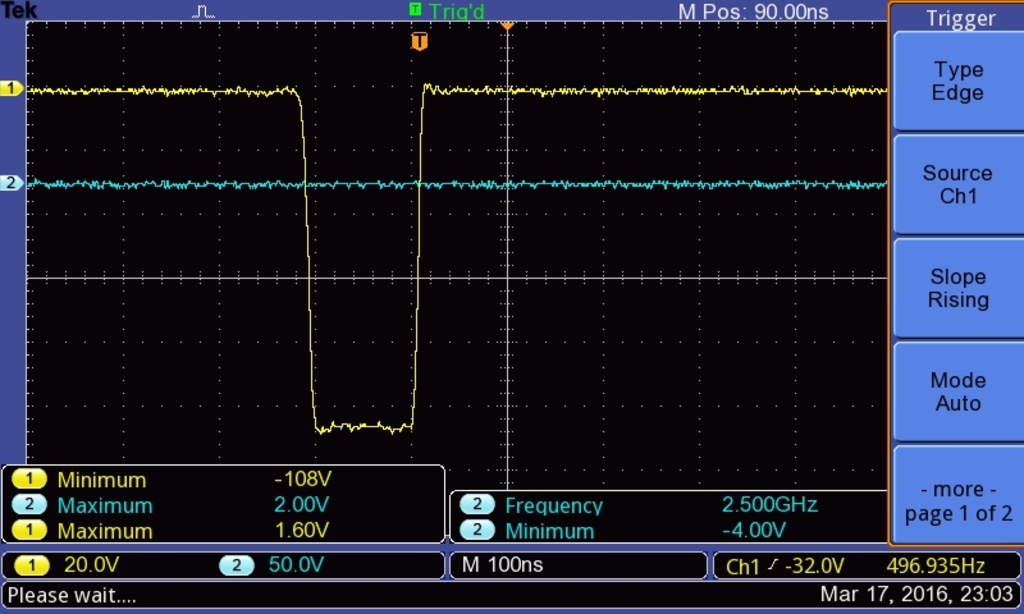 Tek
T Trig'd
M Pos: 90.00ns
Trigger
T
1
2
Type
Edge
Source
Ch1
Slope
Rising
Mode
Auto
- more -
page 1 of 2
1 Minimum -108V
2 Maximum 2.00V
1 Maximum 1.60V
2 Frequency 2.500GHz
2 Minimum -4.00V
1 20.0V 2 50.0V M 100ns Ch1 -32.0V 496.935Hz
Please wait.... Mar 17, 2016, 23:03